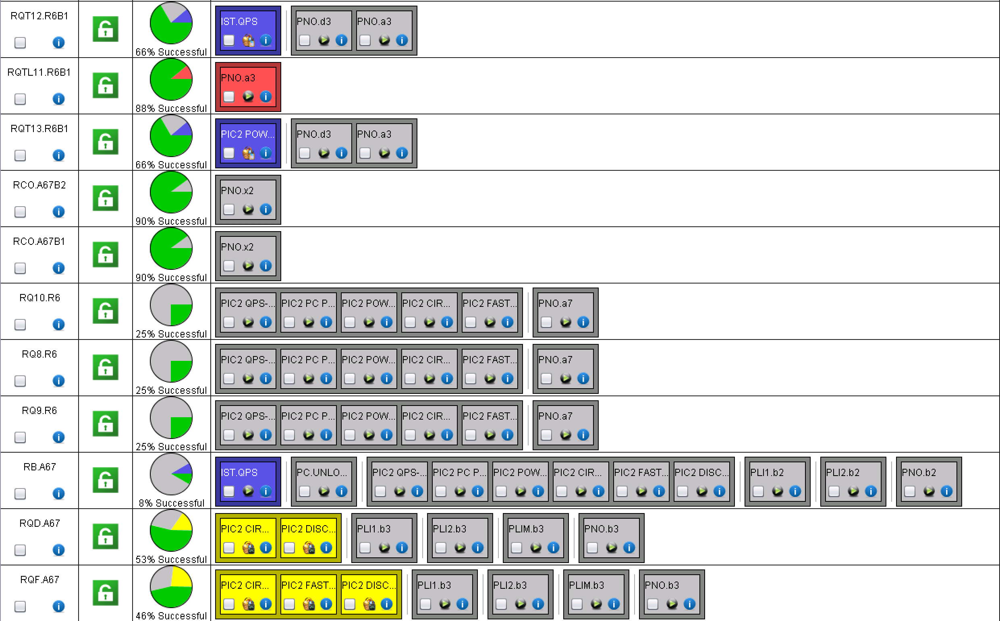 RQT12.R6B1
66% Successful
IST.QPS
PNO.d3
PNO.a3
RQTL11.R6B1
88% Successful
PNO.a3
RQT13.R6B1
66% Successful
PIC2 POW...
PNO.d3
PNO.a3
RCO.A67B2
90% Successful
PNO.x2
RCO.A67B1
90% Successful
PNO.x2
RQ10.R6
25% Successful
PIC2 QPS-...
PIC2 PC P...
PIC2 POW...
PIC2 CIR...
PIC2 FAST...
PNO.a7
RQ8.R6
25% Successful
PIC2 QPS-...
PIC2 PC P...
PIC2 POW...
PIC2 CIR...
PIC2 FAST...
PNO.a7
RQ9.R6
25% Successful
PIC2 QPS-...
PIC2 PC P...
PIC2 POW...
PIC2 CIR...
PIC2 FAST...
PNO.a7
RB.A67
8% Successful
IST.QPS
PC.UNLO...
PIC2 QPS-...
PIC2 PC P...
PIC2 POW...
PIC2 CIR...
PIC2 FAST...
PIC2 DISC...
PLI1.b2
PLI2.b2
PNO.b2
RQD.A67
53% Successful
PIC2 CIR...
PIC2 DISC...
PLI1.b3
PLI2.b3
PLIM.b3
PNO.b3
RQF.A67
46% Successful
PIC2 CIR...
PIC2 FAST...
PIC2 DISC...
PLI1.b3
PLI2.b3
PLIM.b3
PNO.b3